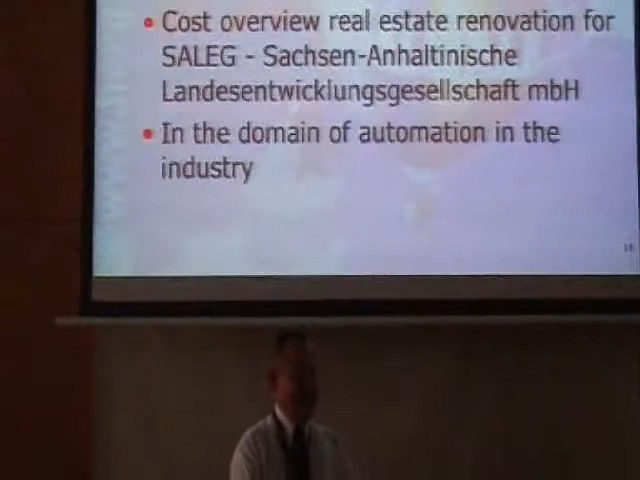 • Cost overview real estate renovation for
SALEG - Sachsen-Anhaltinische
Landesentwicklungsgesellschaft mbH
• In the domain of automation in the
industry